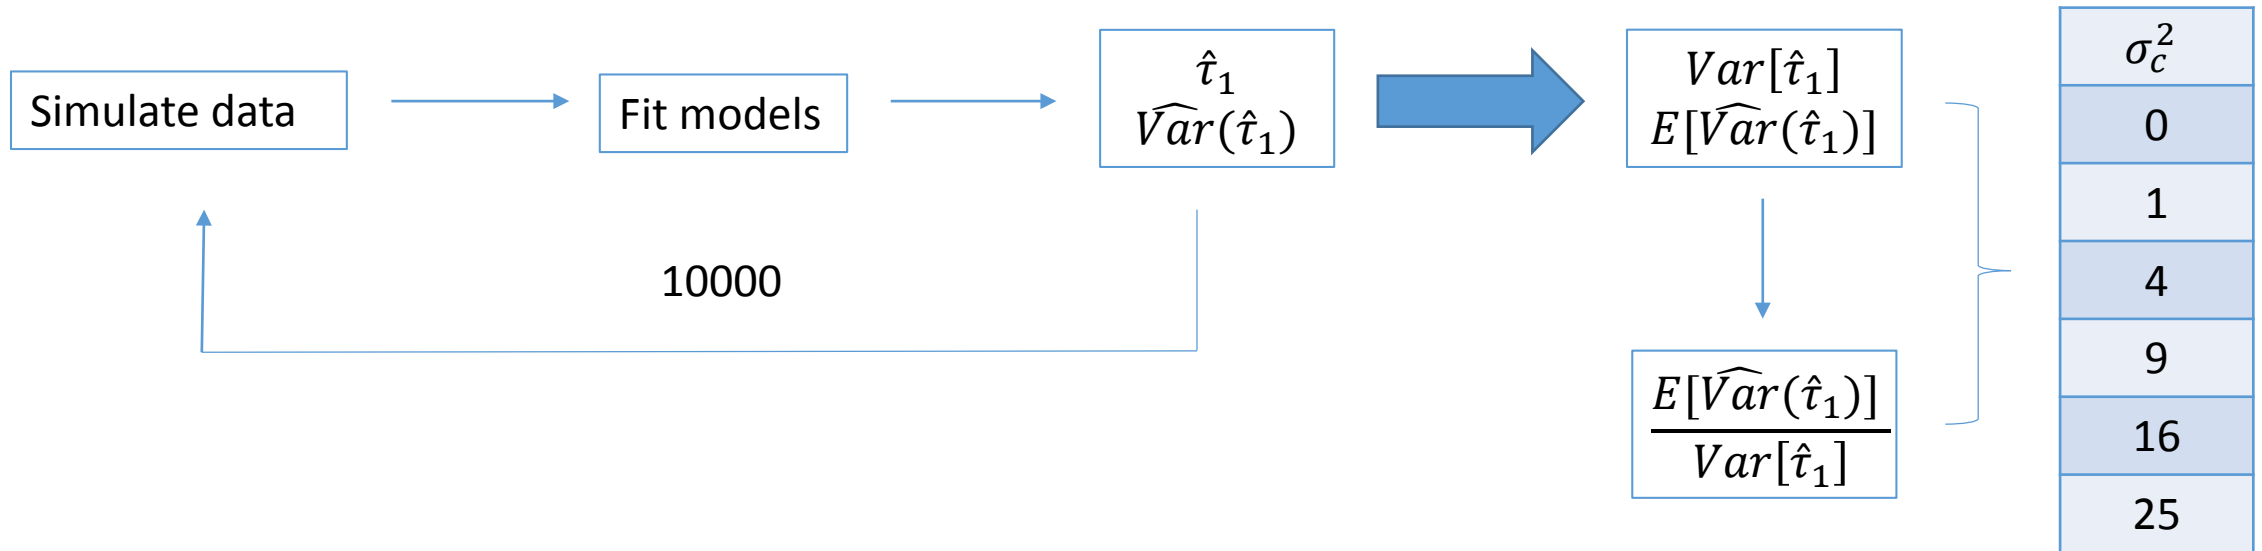 Simulate data
Fit models
τ̂₁
V̂ar(τ̂₁)
10000
Var[τ̂₁]
E[V̂ar(τ̂₁)]
E[V̂ar(τ̂₁)]
Var[τ̂₁]
σ_c²
0
1
4
9
16
25